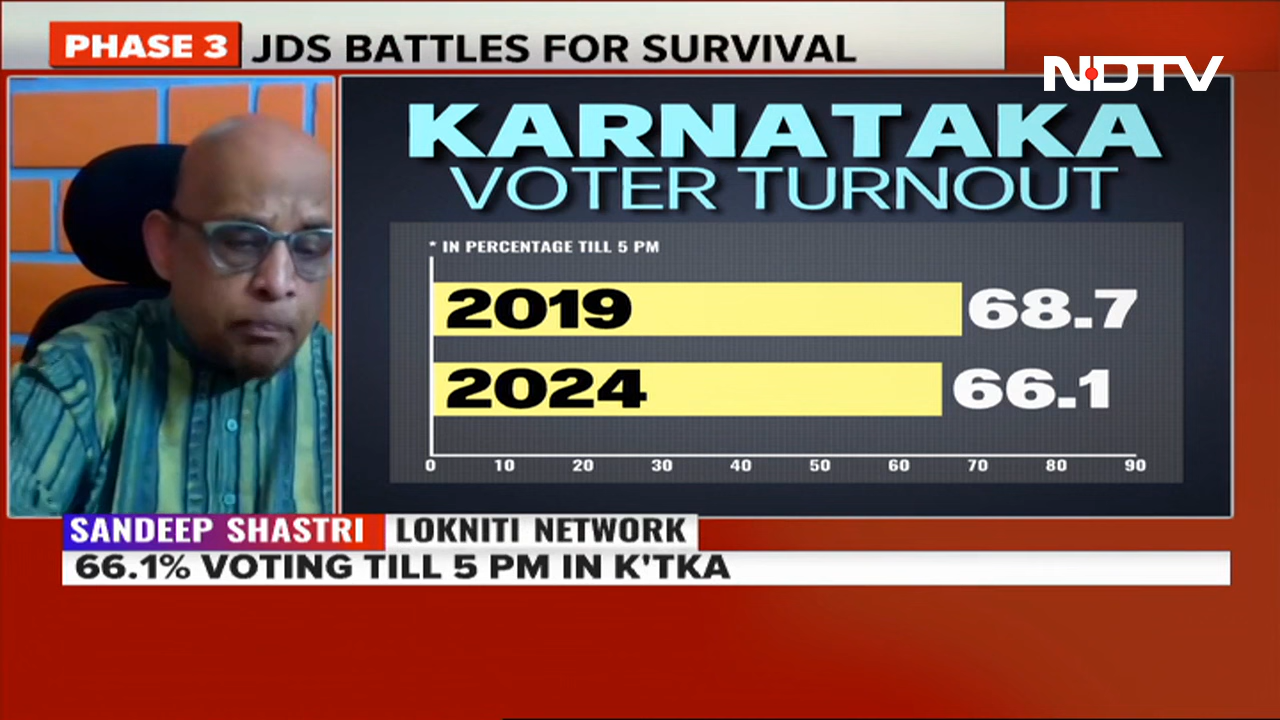 PHASE 3 JDS BATTLES FOR SURVIVAL
NDTV
KARNATAKA
VOTER TURNOUT
* IN PERCENTAGE TILL 5 PM
2019 68.7
2024 66.1
0 10 20 30 40 50 60 70 80 90
SANDEEP SHASTRI LOKNITI NETWORK
66.1% VOTING TILL 5 PM IN K'TKA